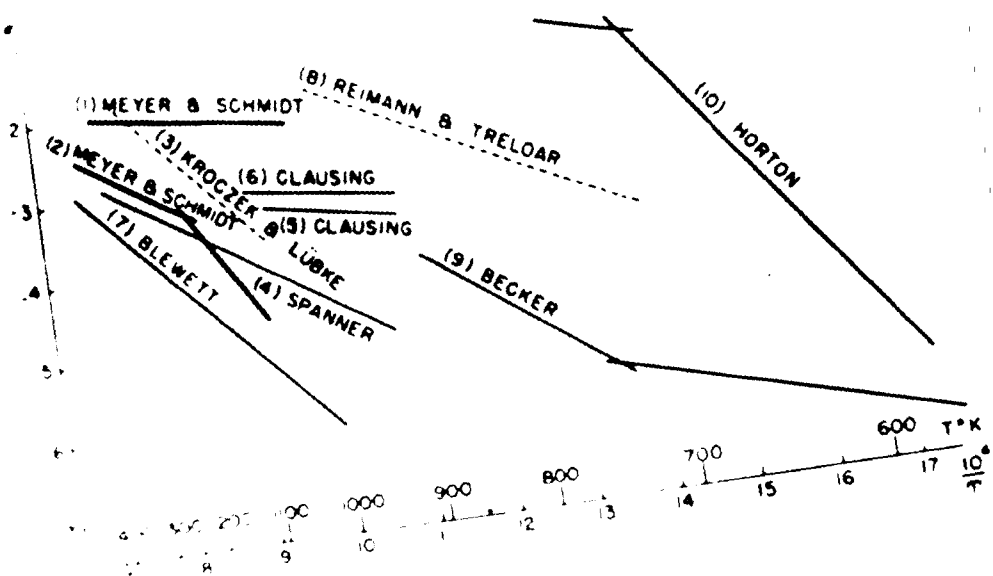 (8) REIMANN & TRELOAR
(10) HORTON
(1) MEYER & SCHMIDT
2
(3) KROCZEK & LÜBKE
(2) MEYER & SCHMIDT
(6) CLAUSING
3
(5) CLAUSING
(7) BLEWETT
(9) BECKER
.4
(4) SPANNER
5
6
600 T°K
700
800
900
1000
17
16
15
14
13
12
10
9
8